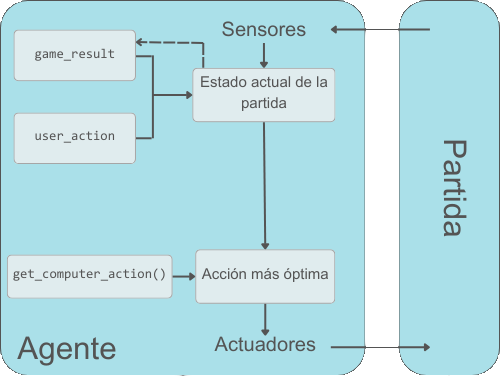 Sensores
game_result
Estado actual de la
partida
user_action
Partida
get_computer_action()
Acción más óptima
Agente
Actuadores